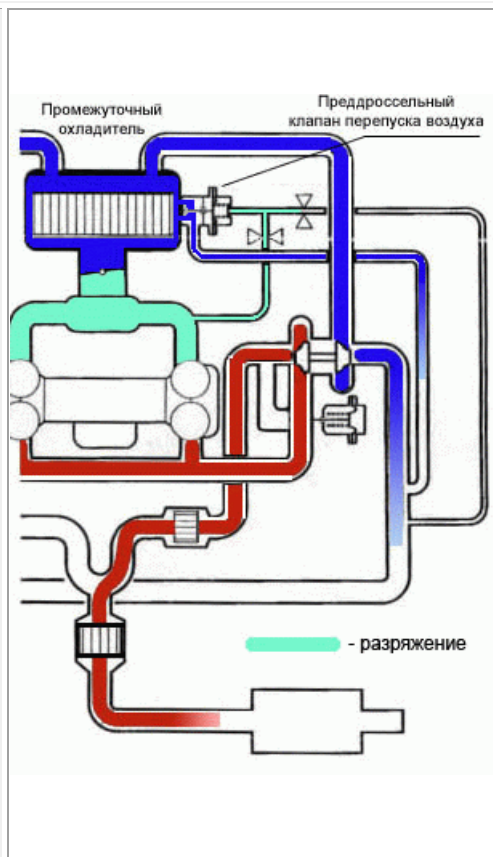 Промежуточный
охладитель
Преддроссельный
клапан перепуска воздуха
- разряжение